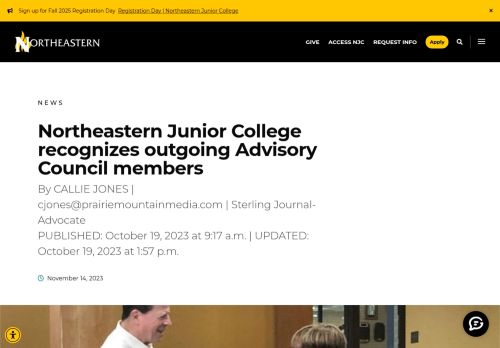 Sign up for Fall 2025 Registration Day Registration Day | Northeastern Junior College ×
NORTHEASTERN GIVE ACCESS NJC REQUEST INFO Apply
NEWS
Northeastern Junior College
recognizes outgoing Advisory
Council members
By CALLIE JONES |
cjones@prairiemountainmedia.com | Sterling Journal-
Advocate
PUBLISHED: October 19, 2023 at 9:17 a.m. | UPDATED:
October 19, 2023 at 1:57 p.m.
November 14, 2023